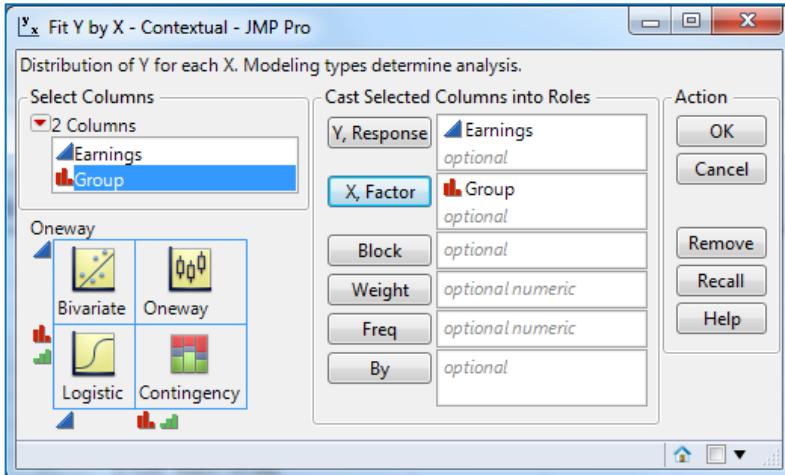 Fit Y by X - Contextual - JMP Pro
Distribution of Y for each X. Modeling types determine analysis.
Select Columns
2 Columns
Earnings
Group
Oneway
Bivariate Oneway
Logistic Contingency
Cast Selected Columns into Roles
Y, Response Earnings
optional
X, Factor Group
optional
Block optional
Weight optional numeric
Freq optional numeric
By optional
Action
OK
Cancel
Remove
Recall
Help